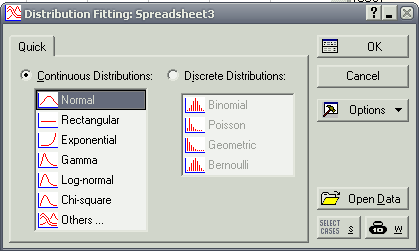 Distribution Fitting: Spreadsheet3
?
Quick
Continuous Distributions:
Discrete Distributions:
Normal
Rectangular
Exponential
Gamma
Log-normal
Chi-square
Others ...
Binomial
Poisson
Geometric
Bernoulli
OK
Cancel
Options
Open Data
SELECT
CASES
S
W